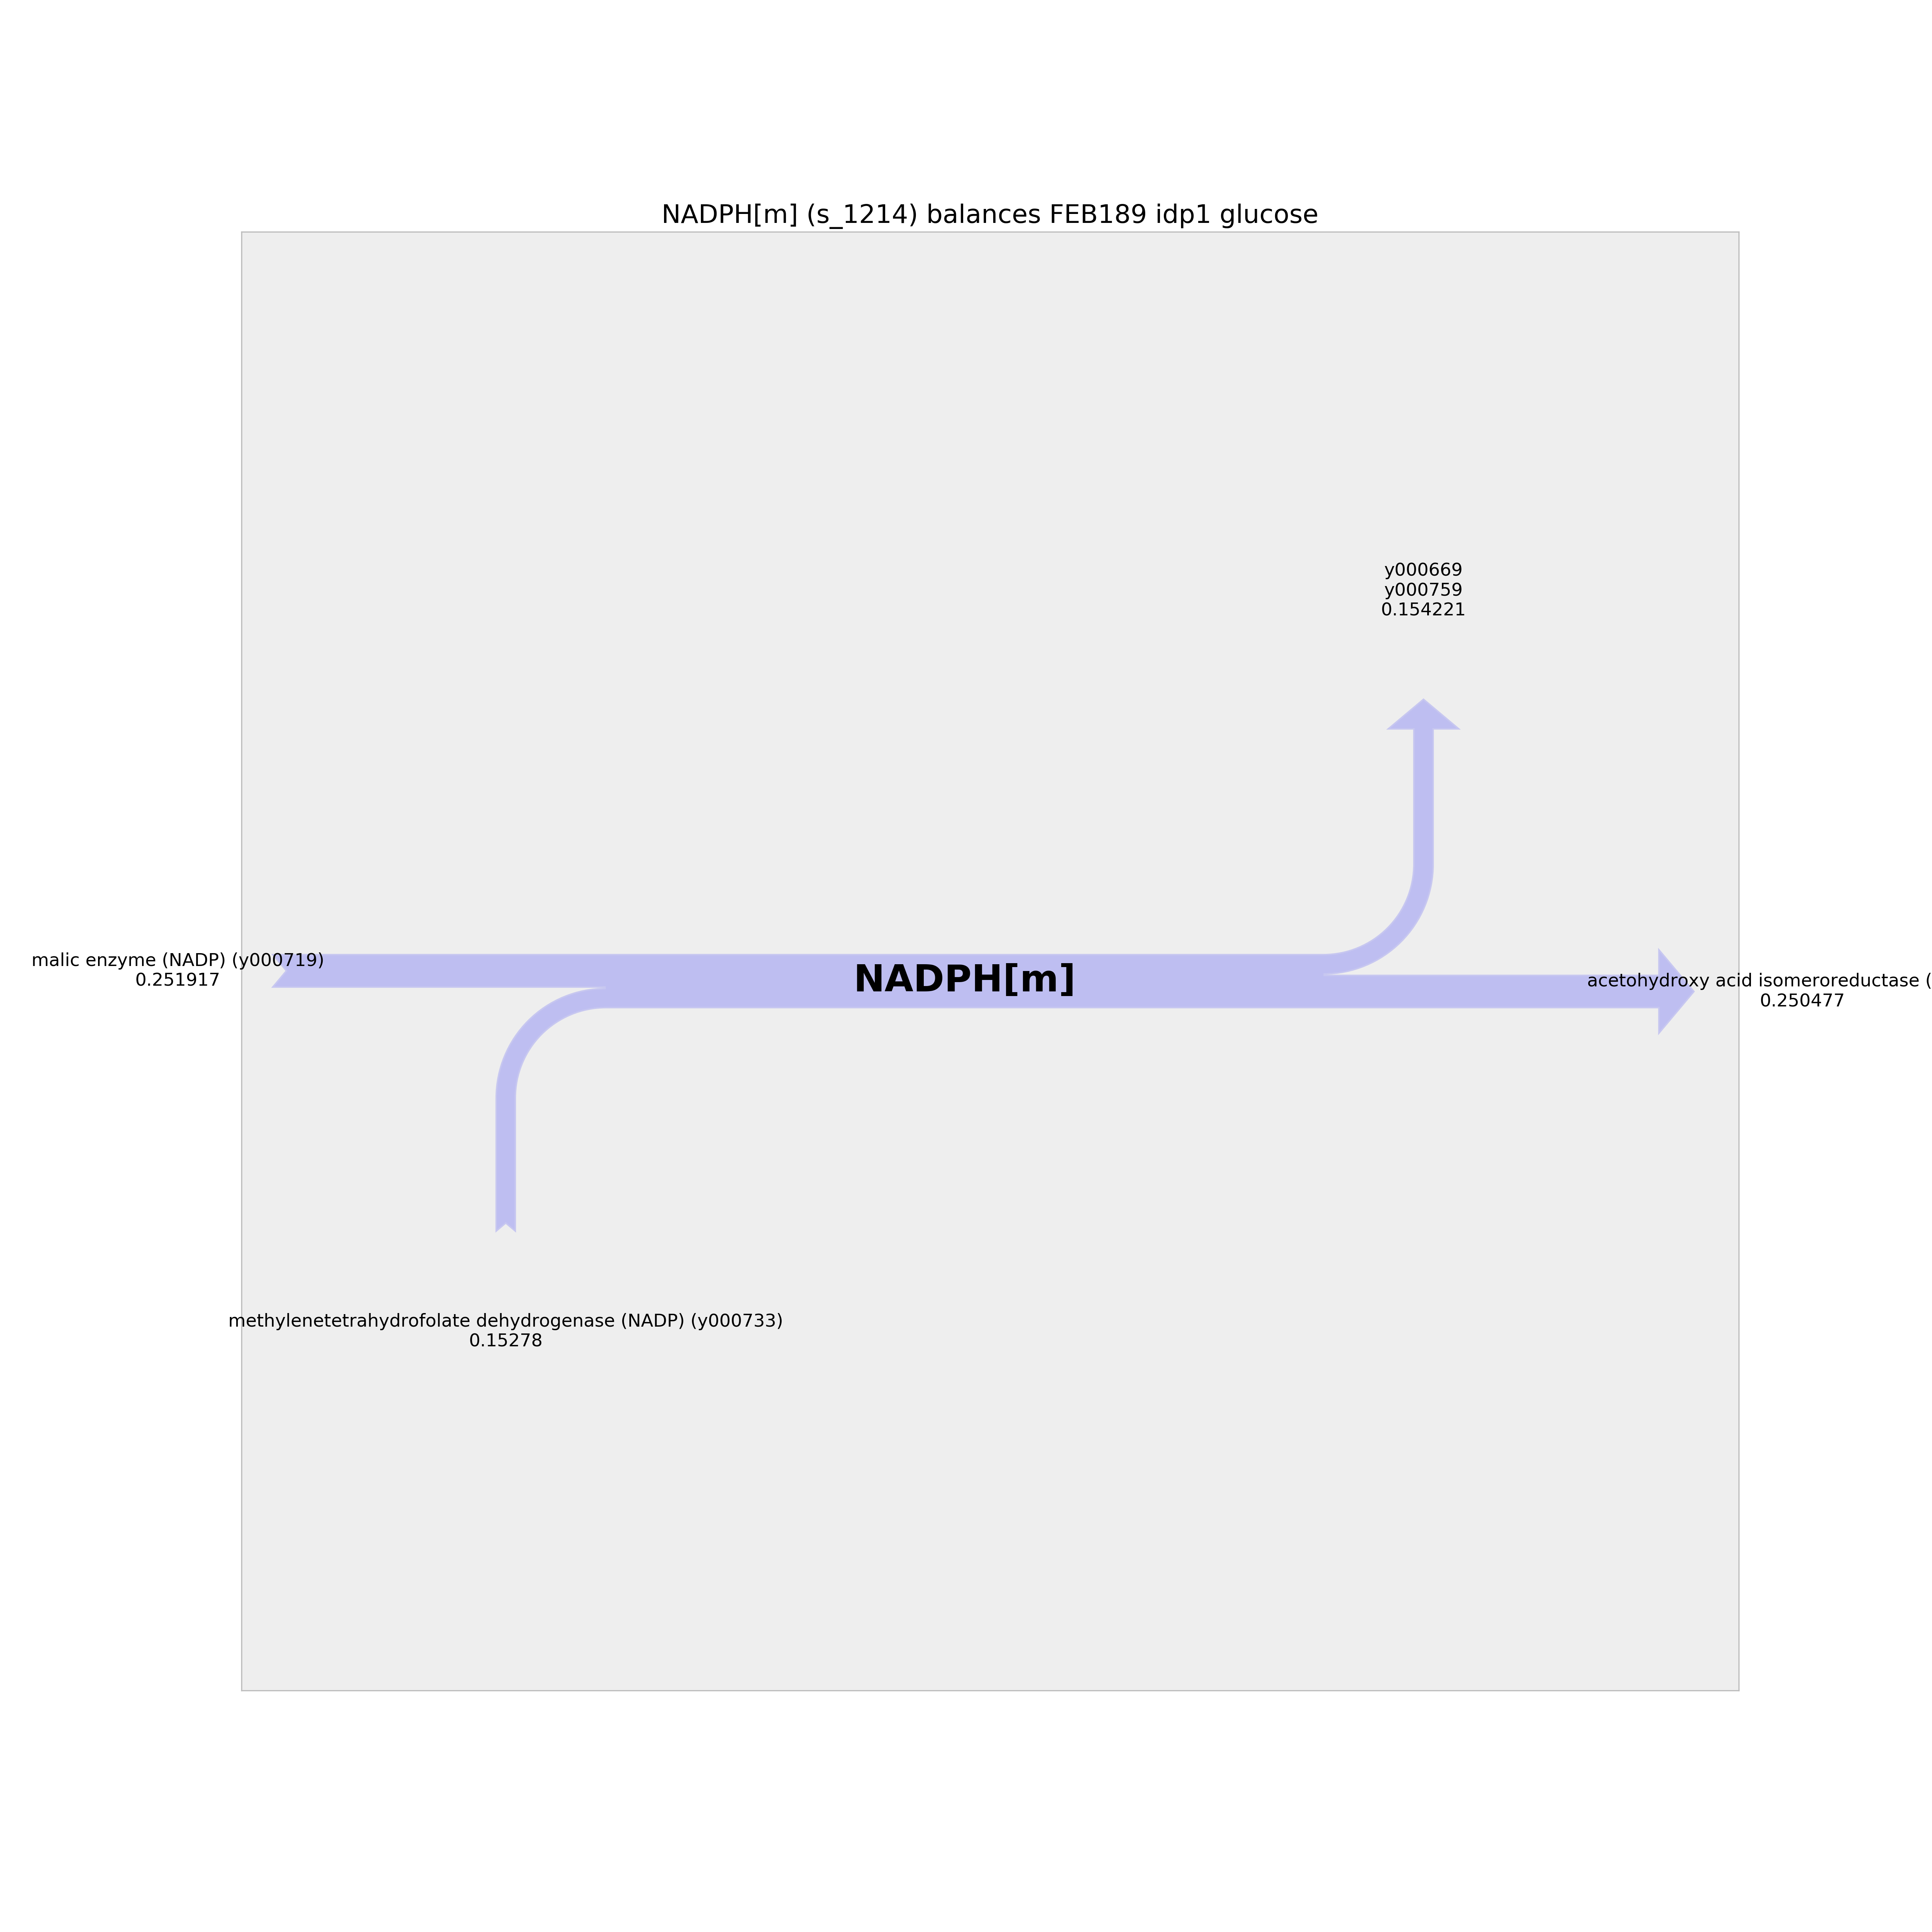 NADPH[m] (s_1214) balances FEB189 idp1 glucose
y000669
y000759
0.154221
malic enzyme (NADP) (y000719)
0.251917
NADPH[m]
acetohydroxy acid isomeroreductase (
0.250477
methylenetetrahydrofolate dehydrogenase (NADP) (y000733)
0.15278